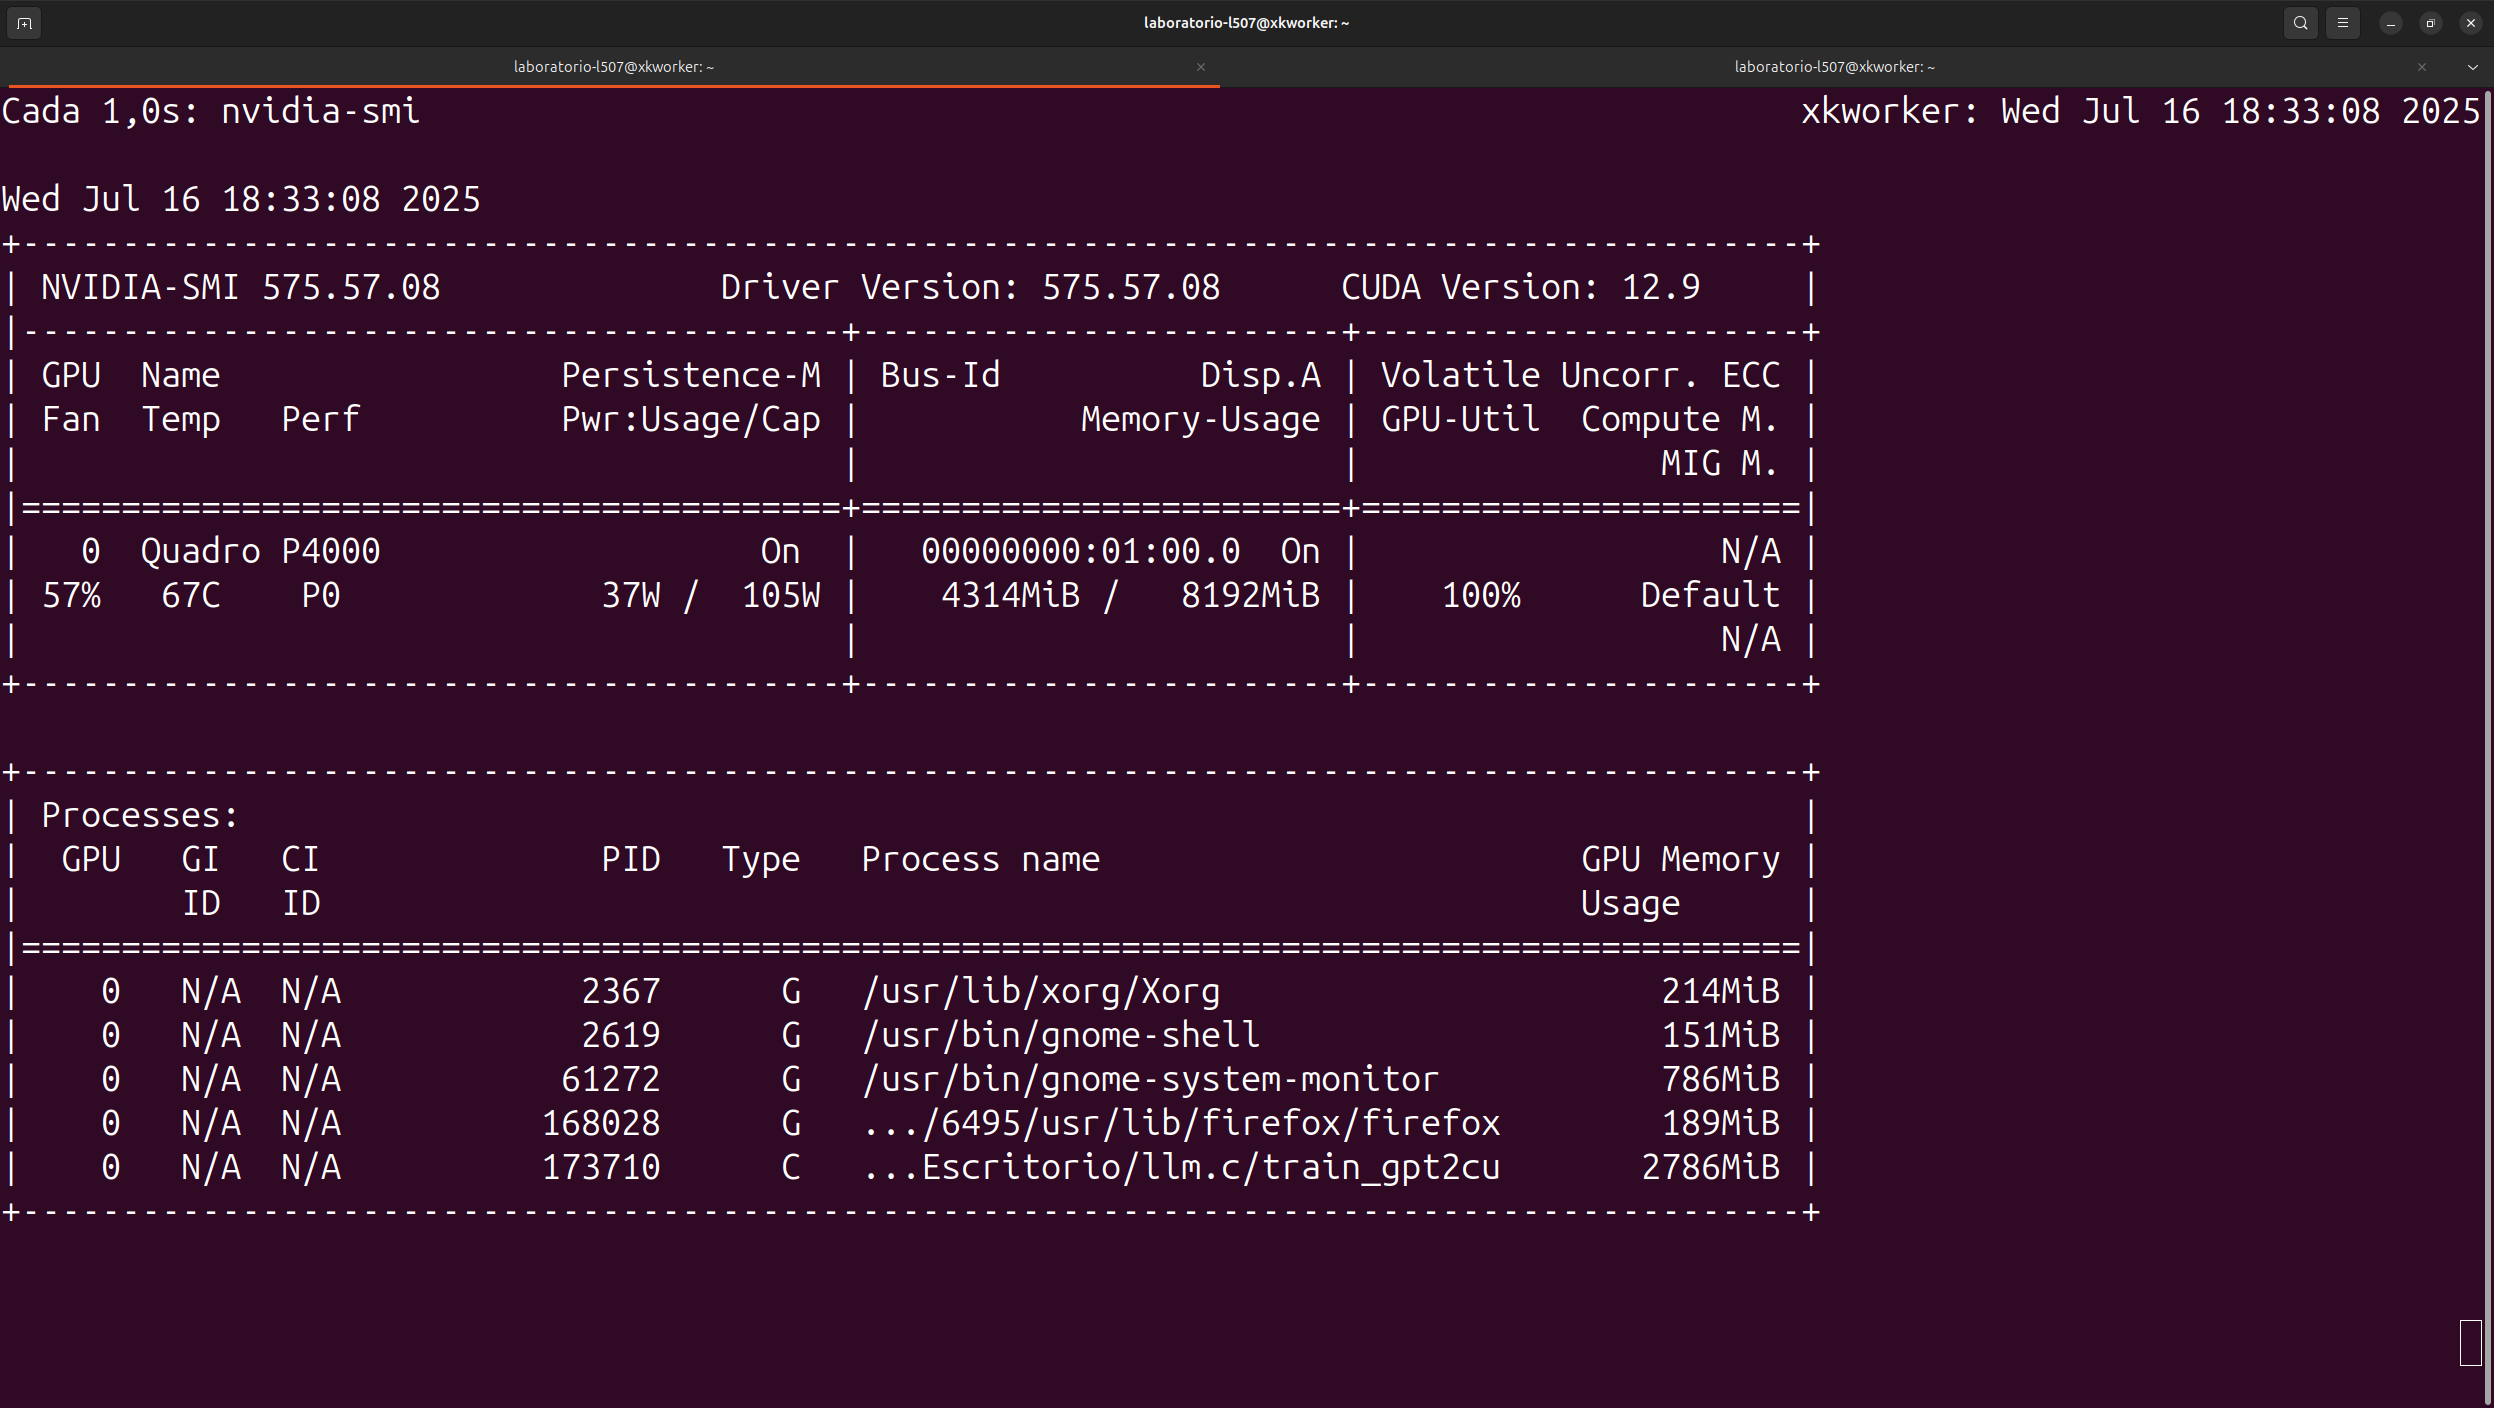 laboratorio-l507@xkworker: ~
laboratorio-l507@xkworker: ~
laboratorio-l507@xkworker: ~
Cada 1,0s: nvidia-smi                                                                     xkworker: Wed Jul 16 18:33:08 2025
Wed Jul 16 18:33:08 2025
+-----------------------------------------------------------------------------------------+
| NVIDIA-SMI 575.57.08              Driver Version: 575.57.08      CUDA Version: 12.9     |
|-----------------------------------------+------------------------+----------------------+
| GPU  Name                 Persistence-M | Bus-Id          Disp.A | Volatile Uncorr. ECC |
| Fan  Temp   Perf          Pwr:Usage/Cap |           Memory-Usage | GPU-Util  Compute M. |
|                                         |                        |               MIG M. |
|=========================================+========================+======================|
|   0  Quadro P4000                   On  |   00000000:01:00.0  On |                  N/A |
| 57%   67C    P0             37W /  105W |    4314MiB /   8192MiB |    100%      Default |
|                                         |                        |                  N/A |
+-----------------------------------------+------------------------+----------------------+
+-----------------------------------------------------------------------------------------+
| Processes:                                                                              |
|  GPU   GI   CI              PID   Type   Process name                        GPU Memory |
|        ID   ID                                                               Usage      |
|=========================================================================================|
|    0   N/A  N/A            2367      G   /usr/lib/xorg/Xorg                      214MiB |
|    0   N/A  N/A            2619      G   /usr/bin/gnome-shell                    151MiB |
|    0   N/A  N/A           61272      G   /usr/bin/gnome-system-monitor           786MiB |
|    0   N/A  N/A          168028      G   .../6495/usr/lib/firefox/firefox        189MiB |
|    0   N/A  N/A          173710      C   ...Escritorio/llm.c/train_gpt2cu       2786MiB |
+-----------------------------------------------------------------------------------------+